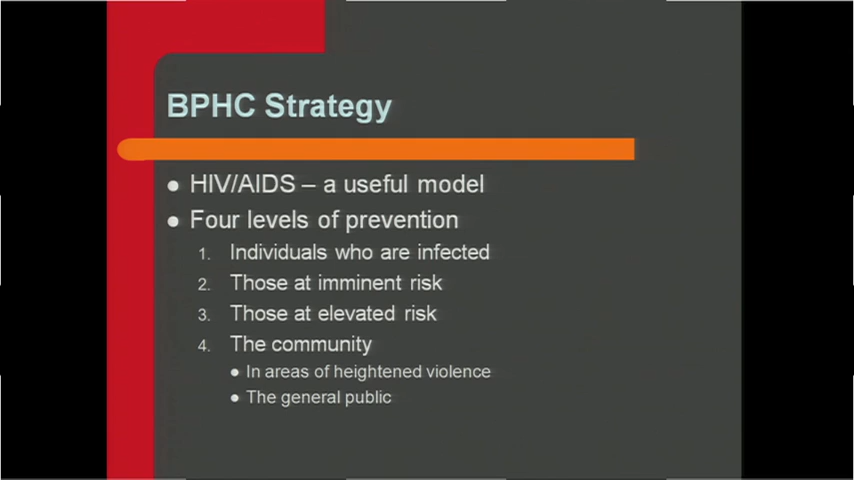 BPHC Strategy
● HIV/AIDS – a useful model
● Four levels of prevention
1. Individuals who are infected
2. Those at imminent risk
3. Those at elevated risk
4. The community
● In areas of heightened violence
● The general public